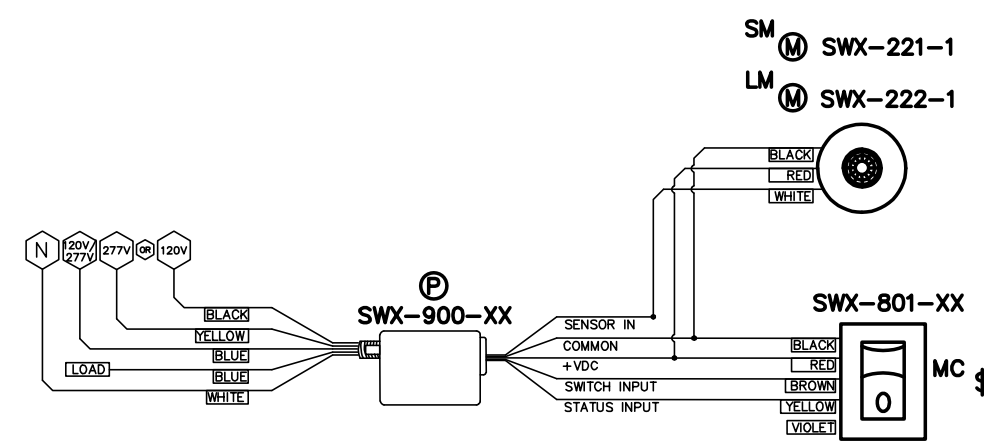 SM M SWX-221-1
LM M SWX-222-1
BLACK
RED
WHITE
N 120V/277V 277V OR 120V
P
SWX-900-XX
SWX-801-XX
BLACK
YELLOW
BLUE
LOAD
BLUE
WHITE
SENSOR IN
COMMON
+VDC
SWITCH INPUT
STATUS INPUT
BLACK
RED
BROWN
YELLOW
VIOLET
O
MC $